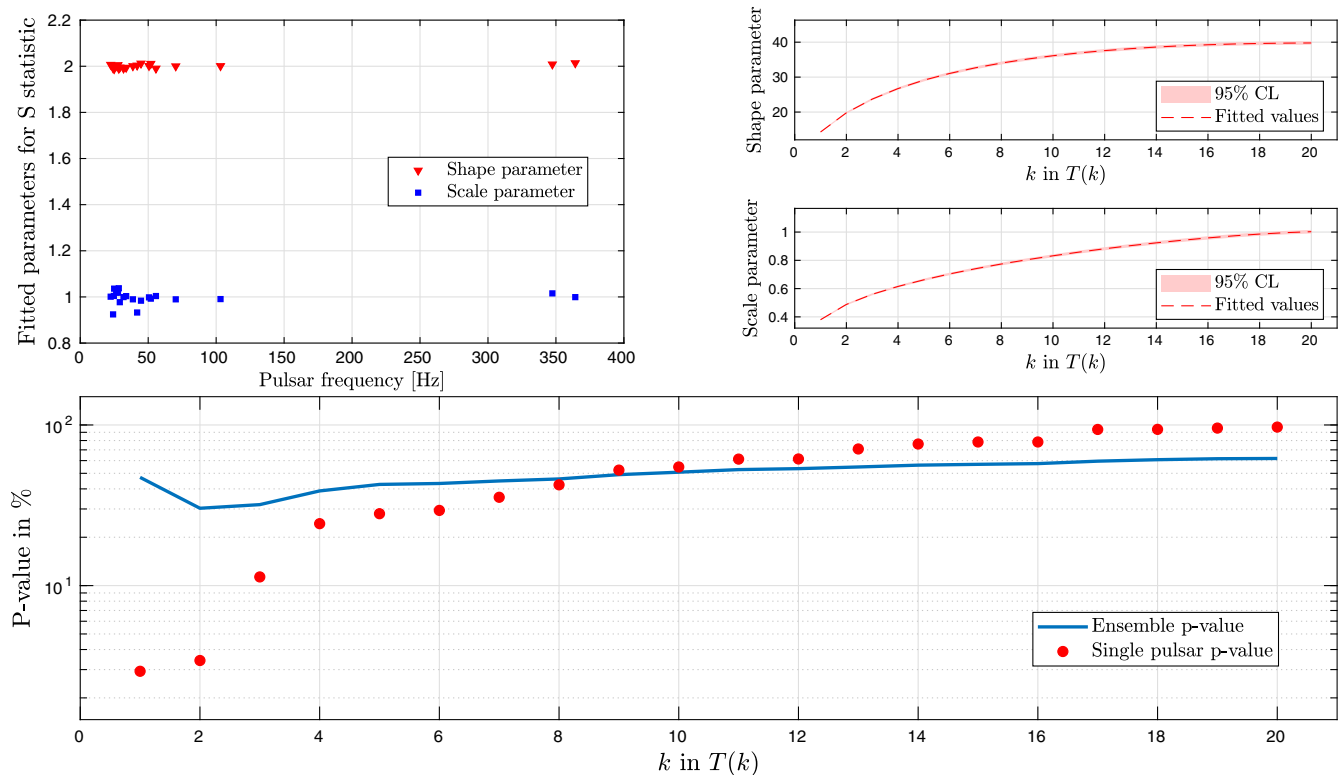 Fitted parameters for S statistic
2.2
2
1.8
1.6
1.4
1.2
1
0.8
Shape parameter
Scale parameter
0 50 100 150 200 250 300 350 400
Pulsar frequency [Hz]
Shape parameter
40
30
20
95% CL
Fitted values
0 2 4 6 8 10 12 14 16 18 20
k in T(k)
Scale parameter
1
0.8
0.6
0.4
95% CL
Fitted values
0 2 4 6 8 10 12 14 16 18 20
k in T(k)
P-value in %
10²
10¹
Ensemble p-value
Single pulsar p-value
0 2 4 6 8 10 12 14 16 18 20
k in T(k)